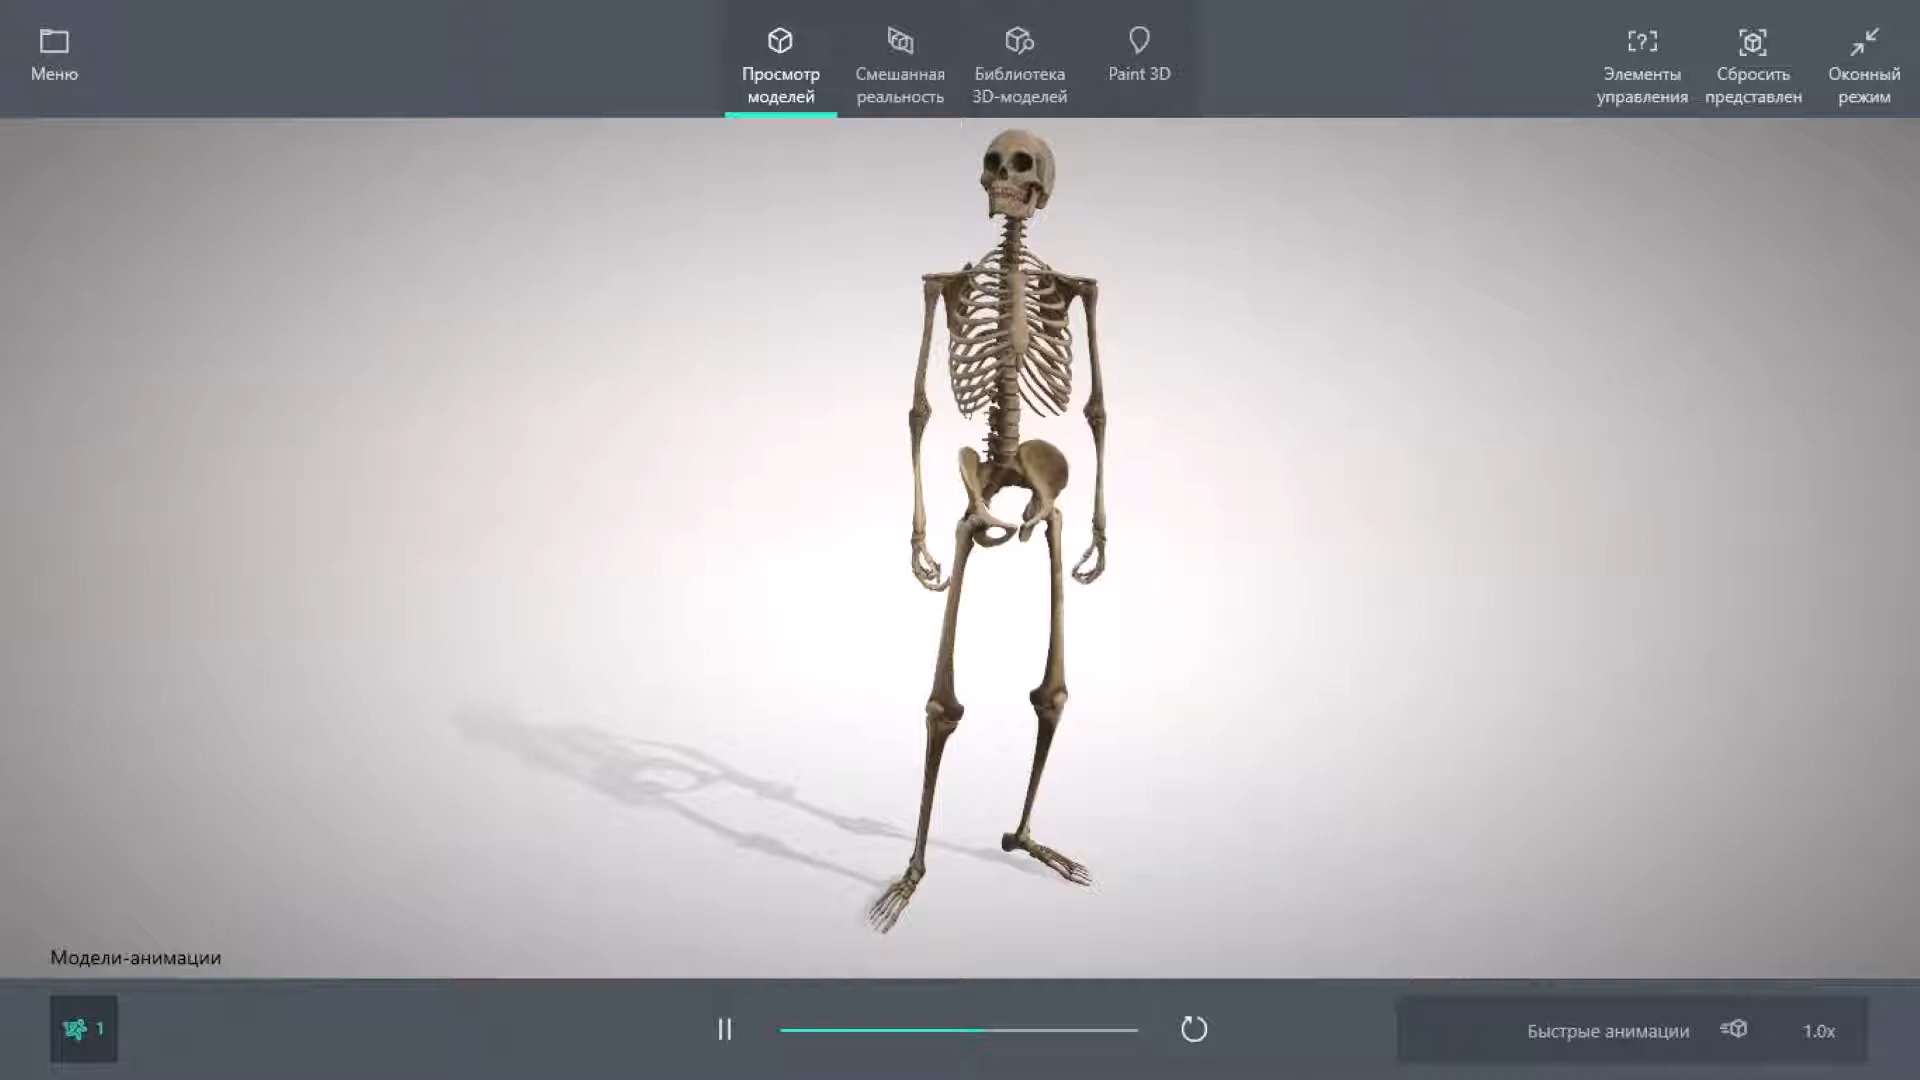 Меню
Просмотр
моделей
Смешанная
реальность
Библиотека
3D-моделей
Paint 3D
Элементы
управления
Сбросить
представлен
Оконный
режим
Модели-анимации
1
Быстрые анимации
1.0x